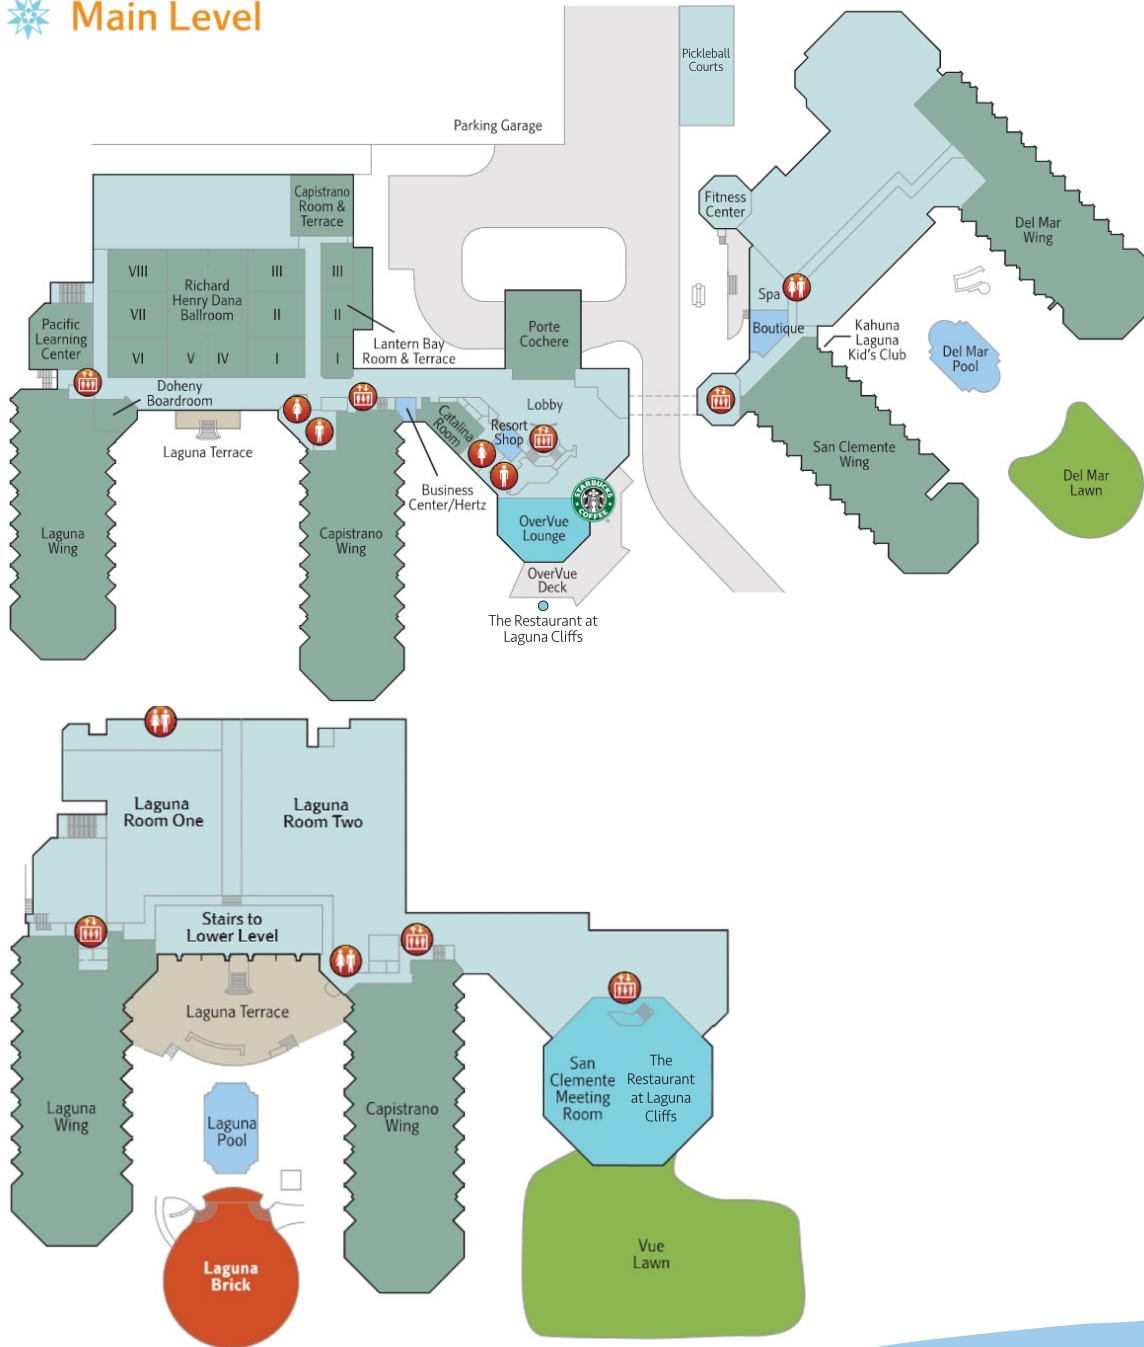 Main Level
Pickleball
Courts
Parking Garage
Capistrano
Room &
Terrace
Fitness
Center
Del Mar
Wing
VIII
III
III
Richard
Henry Dana
Ballroom
VII
II
II
Spa
Boutique
Kahuna
Laguna
Kid's Club
Del Mar
Pool
Pacific
Learning
Center
Porte
Cochere
Lantern Bay
Room & Terrace
VI
V
IV
I
I
Doheny
Boardroom
Lobby
Catalina
Room
Resort
Shop
Laguna Terrace
San Clemente
Wing
Del Mar
Lawn
Business
Center/Hertz
STARBUCKS
COFFEE
Laguna
Wing
Capistrano
Wing
OverVue
Lounge
OverVue
Deck
The Restaurant at
Laguna Cliffs
Laguna
Room One
Laguna
Room Two
Stairs to
Lower Level
Laguna Terrace
San
Clemente
Meeting
Room
The
Restaurant
at Laguna
Cliffs
Laguna
Wing
Laguna
Pool
Capistrano
Wing
Vue
Lawn
Laguna
Brick